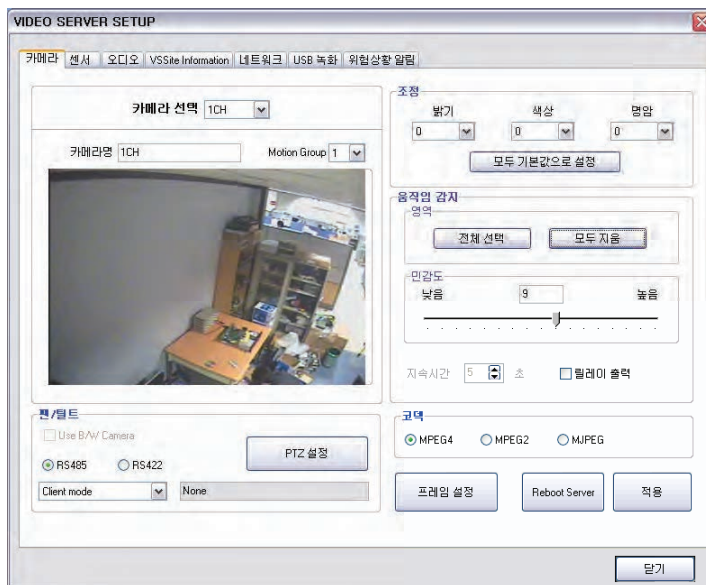 VIDEO SERVER SETUP
카메라 센서 오디오 VSSite Information 네트워크 USB 녹화 위험상황 알림
카메라 선택 1CH
카메라명 1CH Motion Group 1
조정
밝기 색상 명암
0 0 0
모두 기본값으로 설정
움직임 감지
영역
전체 선택 모두 지움
민감도
낮음 9 높음
지속시간 5 초 릴레이 출력
팬/틸트
Use B/W Camera
RS485 RS422
PTZ 설정
Client mode None
코덱
MPEG4 MPEG2 MJPEG
프레임 설정 Reboot Server 적용
닫기